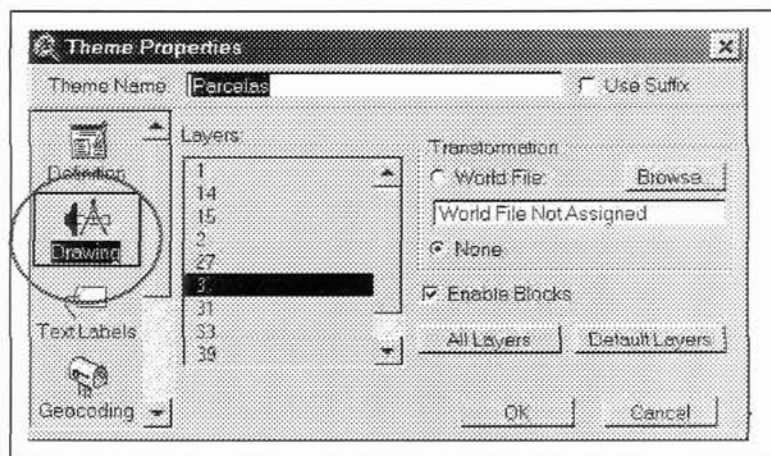 Theme Properties
Theme Name: Parcelas Use Suffix
Definition
Drawing
Text Labels
Geocoding
Layers:
1
14
15
2
27
31
33
39
Transformation
World File: Browse...
World File Not Assigned
None
Enable Blocks
All Layers Default Layers
OK Cancel